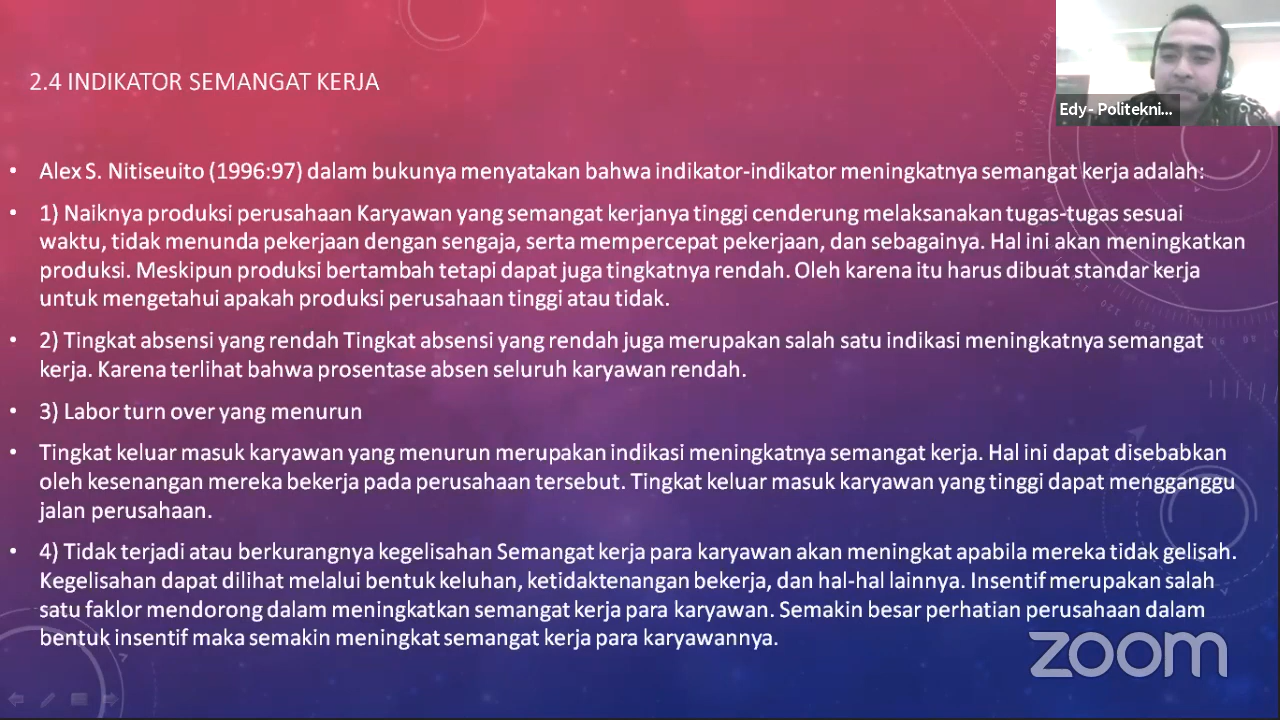 2.4 INDIKATOR SEMANGAT KERJA
Edy- Politekni...
• Alex S. Nitiseuito (1996:97) dalam bukunya menyatakan bahwa indikator-indikator meningkatnya semangat kerja adalah:
• 1) Naiknya produksi perusahaan Karyawan yang semangat kerjanya tinggi cenderung melaksanakan tugas-tugas sesuai
waktu, tidak menunda pekerjaan dengan sengaja, serta mempercepat pekerjaan, dan sebagainya. Hal ini akan meningkatkan
produksi. Meskipun produksi bertambah tetapi dapat juga tingkatnya rendah. Oleh karena itu harus dibuat standar kerja
untuk mengetahui apakah produksi perusahaan tinggi atau tidak.
• 2) Tingkat absensi yang rendah Tingkat absensi yang rendah juga merupakan salah satu indikasi meningkatnya semangat
kerja. Karena terlihat bahwa prosentase absen seluruh karyawan rendah.
• 3) Labor turn over yang menurun
• Tingkat keluar masuk karyawan yang menurun merupakan indikasi meningkatnya semangat kerja. Hal ini dapat disebabkan
oleh kesenangan mereka bekerja pada perusahaan tersebut. Tingkat keluar masuk karyawan yang tinggi dapat mengganggu
jalan perusahaan.
• 4) Tidak terjadi atau berkurangnya kegelisahan Semangat kerja para karyawan akan meningkat apabila mereka tidak gelisah.
Kegelisahan dapat dilihat melalui bentuk keluhan, ketidaktenangan bekerja, dan hal-hal lainnya. Insentif merupakan salah
satu faklor mendorong dalam meningkatkan semangat kerja para karyawan. Semakin besar perhatian perusahaan dalam
bentuk insentif maka semakin meningkat semangat kerja para karyawannya.
zoom